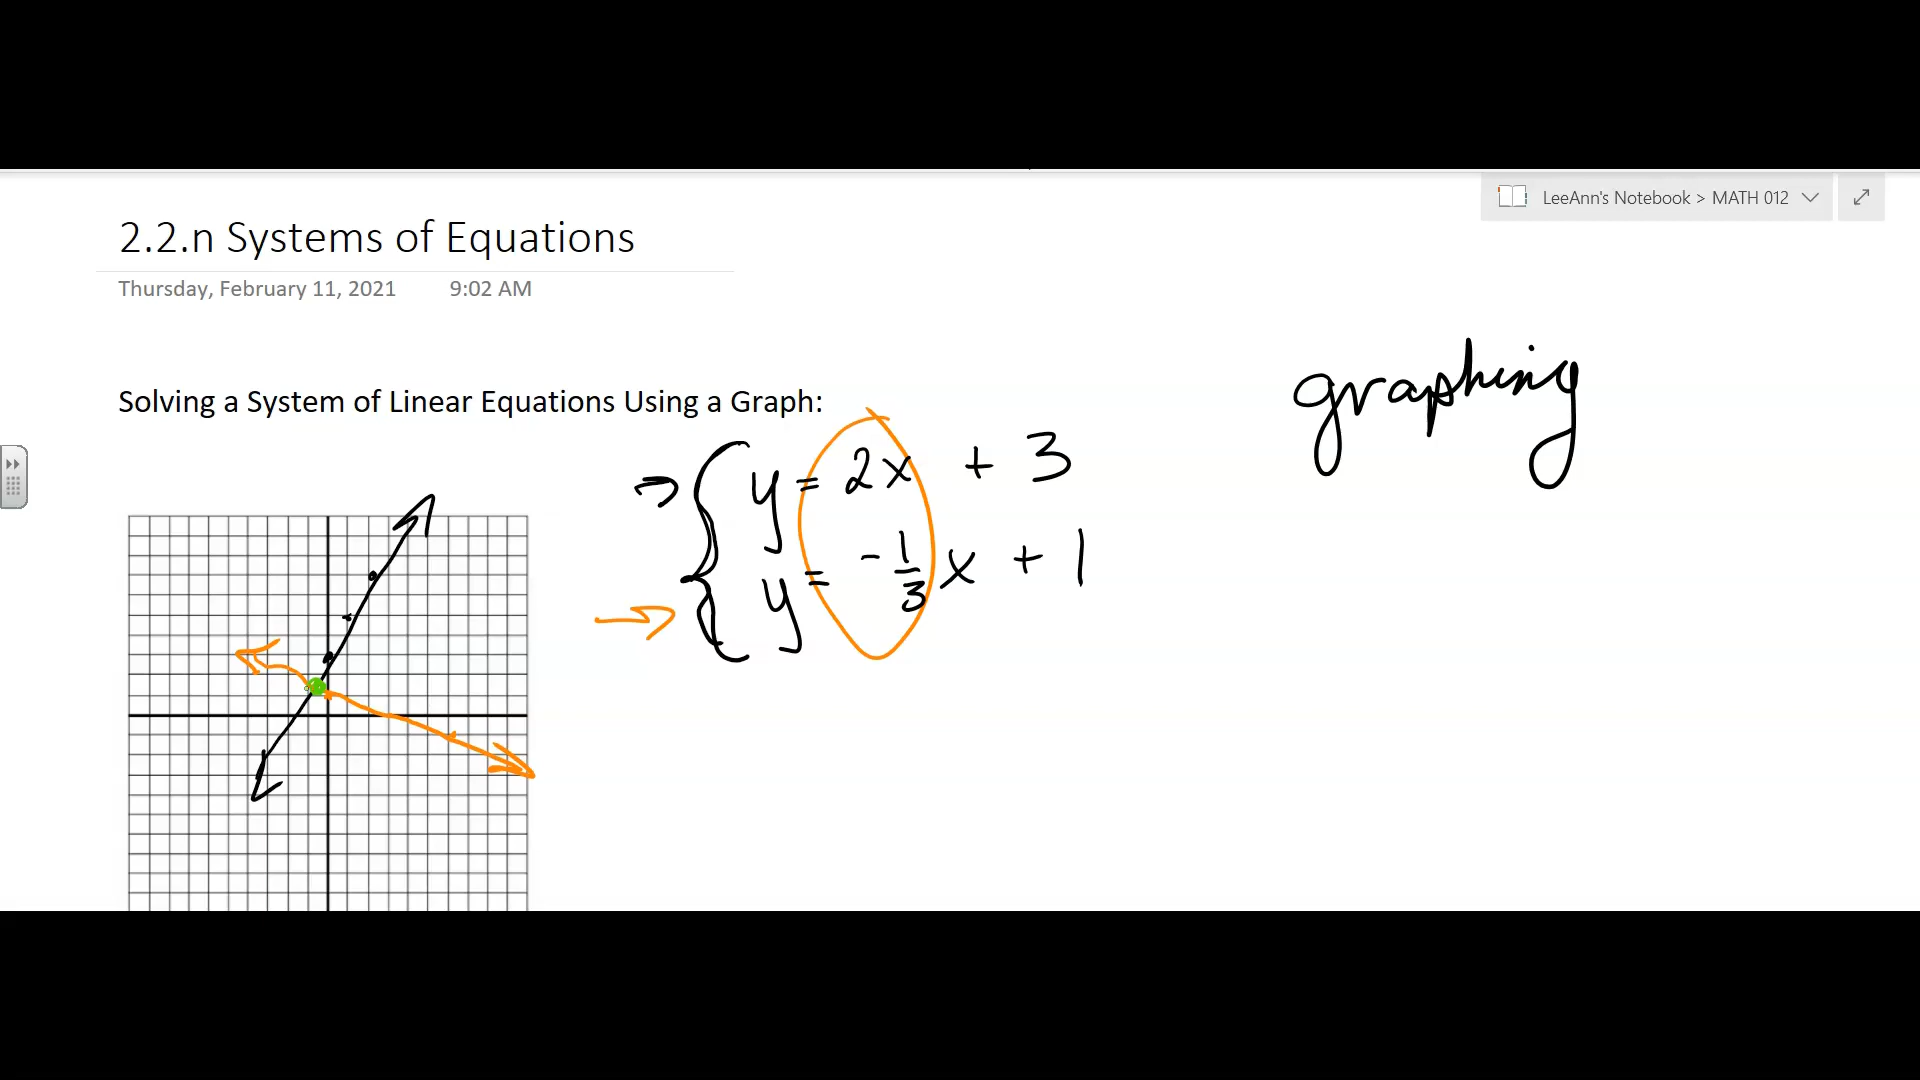 LeeAnn's Notebook > MATH 012
2.2.n Systems of Equations
Thursday, February 11, 2021 9:02 AM
graphing
Solving a System of Linear Equations Using a Graph:
y = 2x + 3
y = -1/3 x + 1